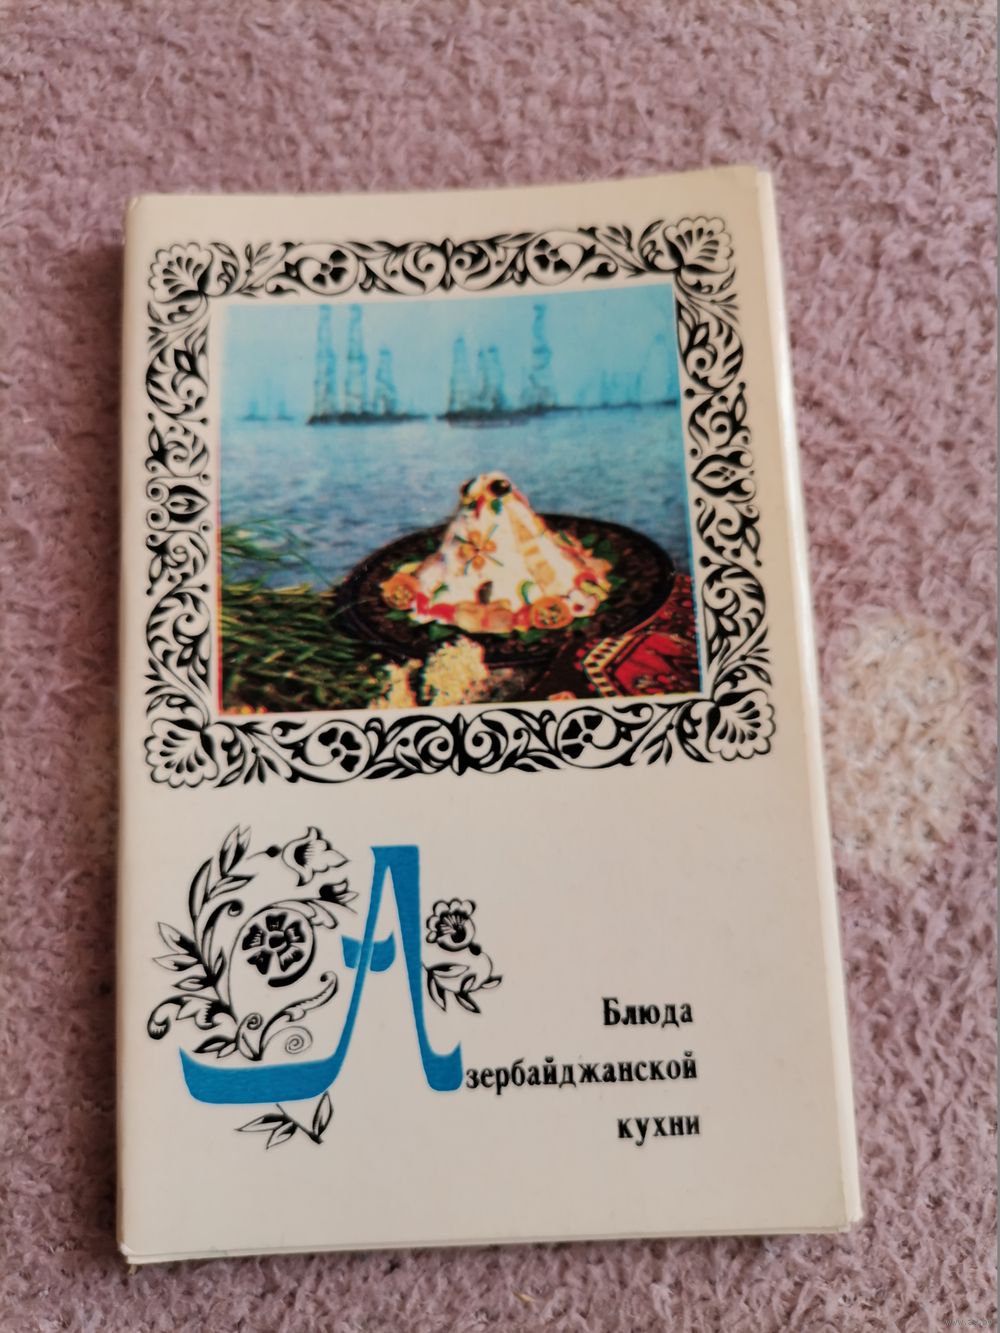 Блюда
Азербайджанской
кухни